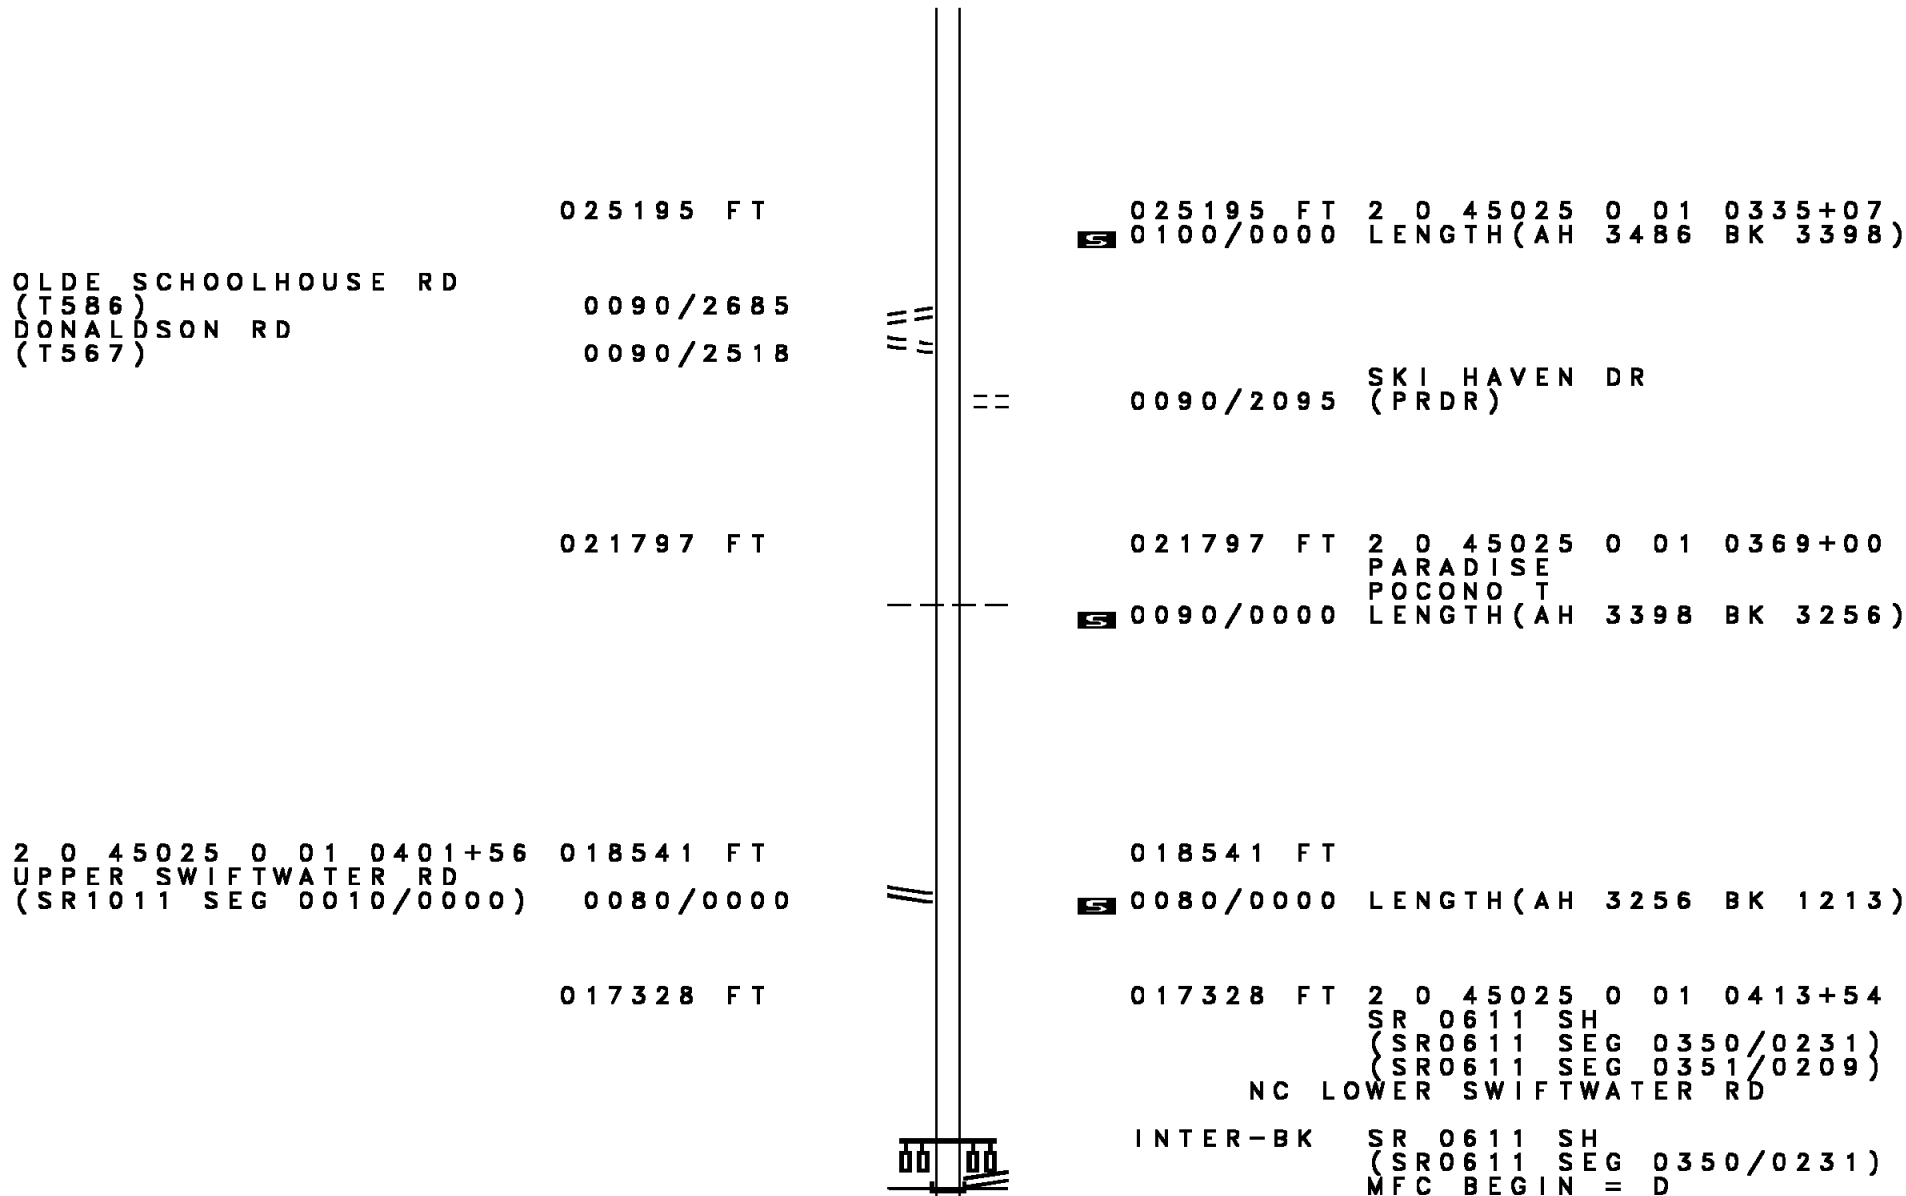 025195 FT 025195 FT 2 0 45025 0 01 0335+07
S 0100/0000 LENGTH(AH 3486 BK 3398)
OLDE SCHOOLHOUSE RD
(T586) 0090/2685
DONALDSON RD
(T567) 0090/2518
SKI HAVEN DR
0090/2095 (PRDR)
021797 FT 021797 FT 2 0 45025 0 01 0369+00
PARADISE
POCONO T
S 0090/0000 LENGTH(AH 3398 BK 3256)
2 0 45025 0 01 0401+56 018541 FT 018541 FT
UPPER SWIFTWATER RD
(SR1011 SEG 0010/0000) 0080/0000 S 0080/0000 LENGTH(AH 3256 BK 1213)
017328 FT 017328 FT 2 0 45025 0 01 0413+54
SR 0611 SH
(SR0611 SEG 0350/0231)
(SR0611 SEG 0351/0209)
NC LOWER SWIFTWATER RD
INTER-BK SR 0611 SH
(SR0611 SEG 0350/0231)
MFC BEGIN = D